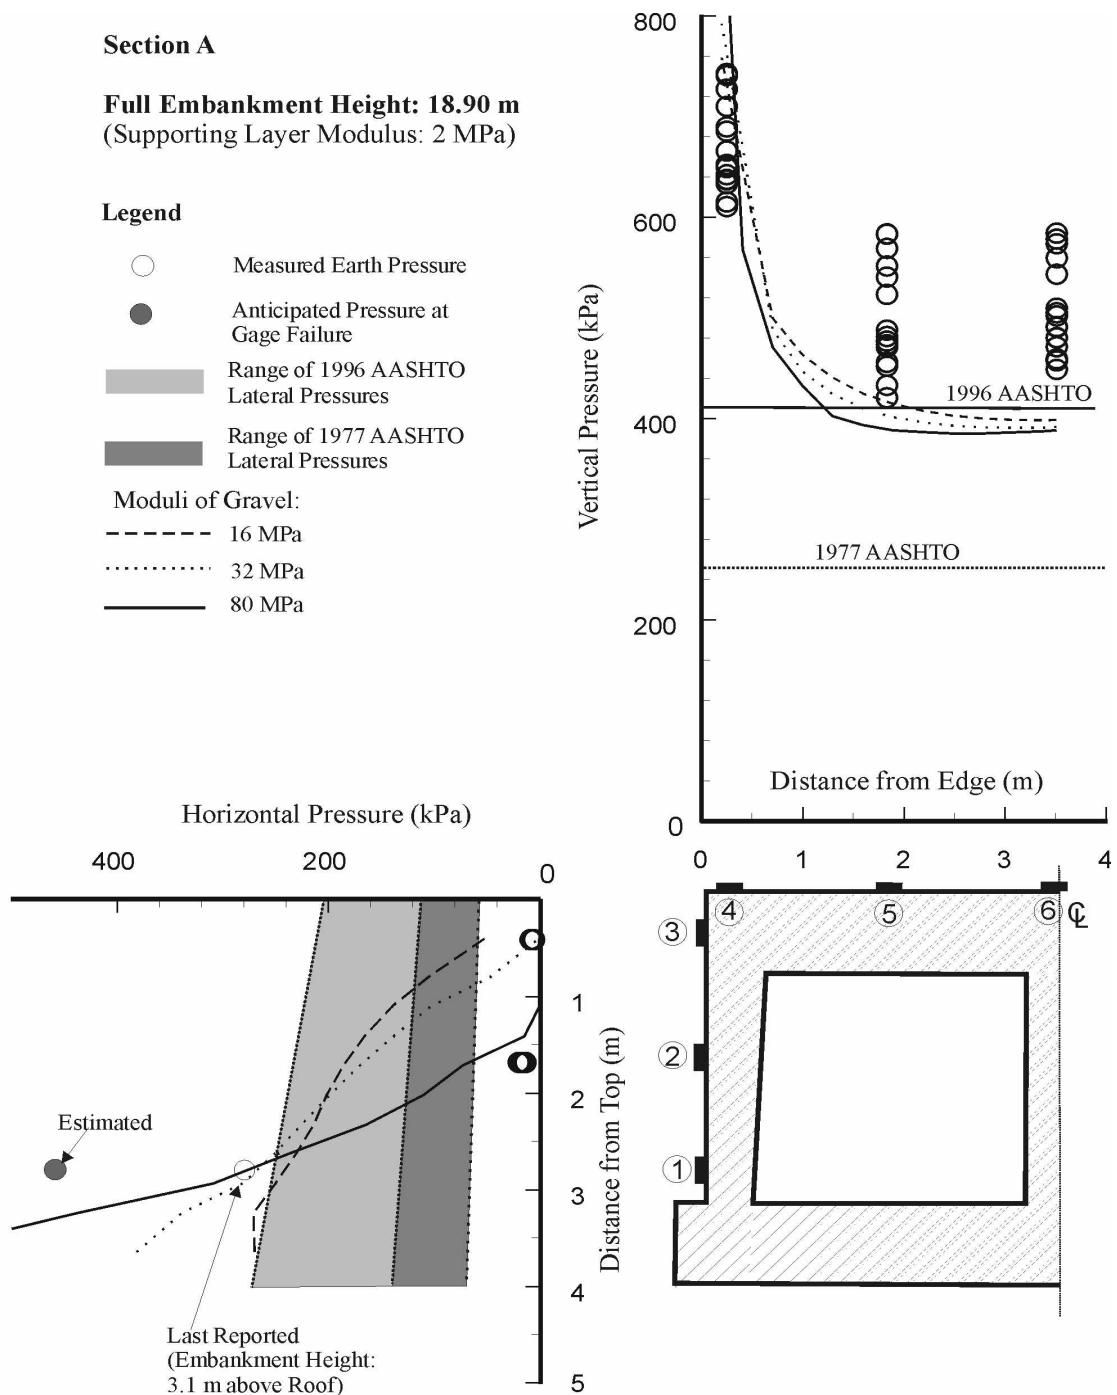 Section A
Full Embankment Height: 18.90 m
(Supporting Layer Modulus: 2 MPa)
Legend
Measured Earth Pressure
Anticipated Pressure at
Gage Failure
Range of 1996 AASHTO
Lateral Pressures
Range of 1977 AASHTO
Lateral Pressures
Moduli of Gravel:
16 MPa
32 MPa
80 MPa
800
600
400
200
0
Vertical Pressure (kPa)
1996 AASHTO
1977 AASHTO
Distance from Edge (m)
0 1 2 3 4
Horizontal Pressure (kPa)
400 200 0
1
2
3
4
5
Distance from Top (m)
Estimated
Last Reported
(Embankment Height:
3.1 m above Roof)
4 5 6 ℄
3
2
1